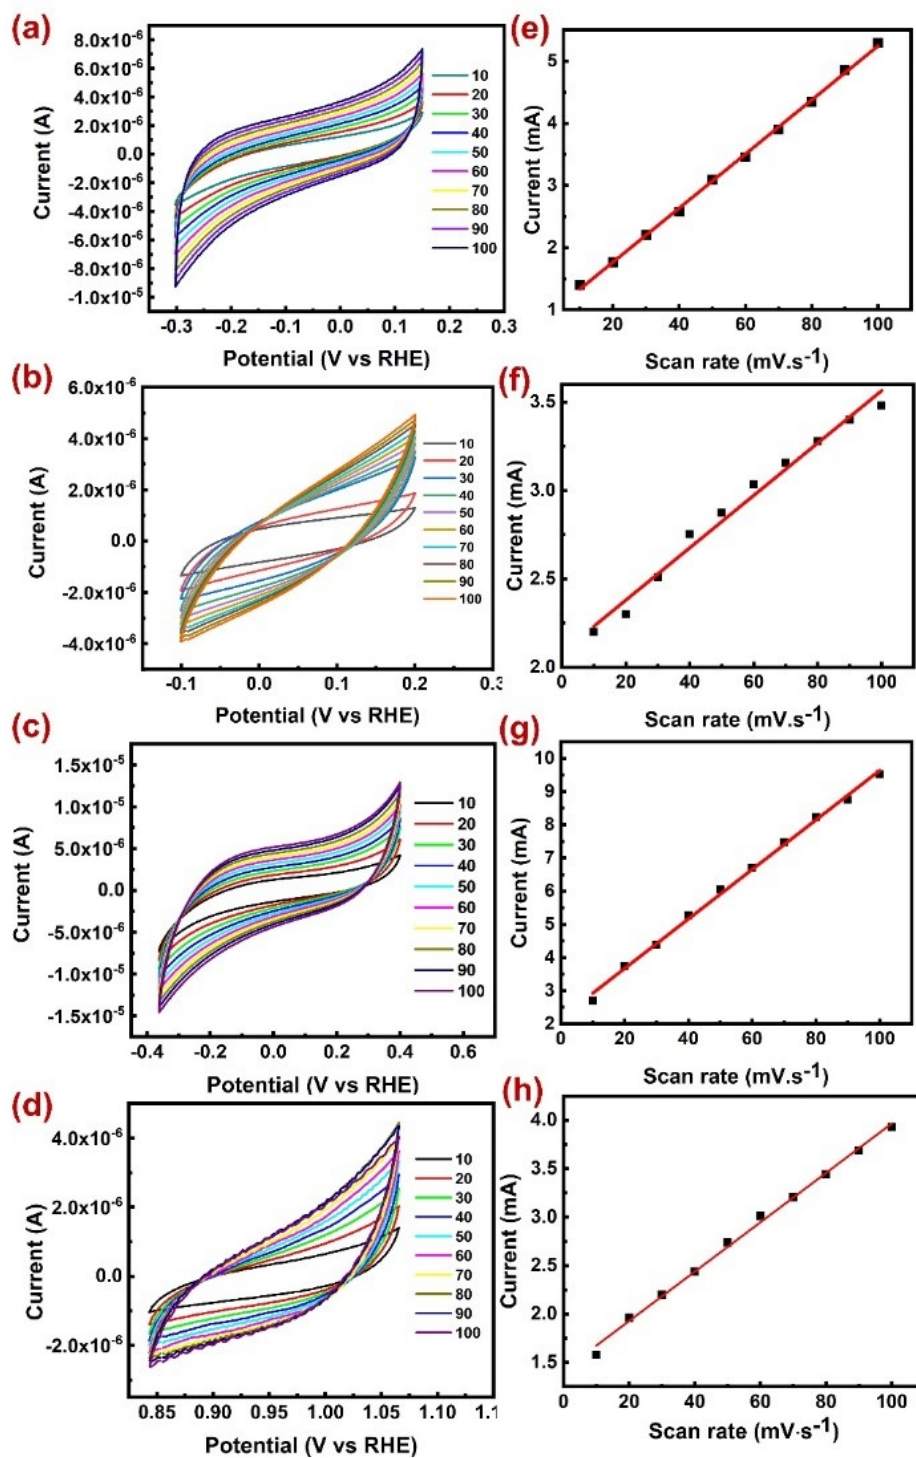 (a)
8.0x10-6
6.0x10-6
4.0x10-6
2.0x10-6
0.0
-2.0x10-6
-4.0x10-6
-6.0x10-6
-8.0x10-6
-1.0x10-5
Current (A)
10
20
30
40
50
60
70
80
90
100
-0.3 -0.2 -0.1 0.0 0.1 0.2 0.3
Potential (V vs RHE)
(e)
5
4
3
2
1
Current (mA)
20 40 60 80 100
Scan rate (mV.s-1)
(b)
6.0x10-6
4.0x10-6
2.0x10-6
0.0
-2.0x10-6
-4.0x10-6
Current (A)
10
20
30
40
50
60
70
80
90
100
-0.1 0.0 0.1 0.2 0.3
Potential (V vs RHE)
(f)
3.5
3.0
2.5
2.0
Current (mA)
0 20 40 60 80 100
Scan rate (mV.s-1)
(c)
1.5x10-5
1.0x10-5
5.0x10-6
0.0
-5.0x10-6
-1.0x10-5
-1.5x10-5
Current (A)
10
20
30
40
50
60
70
80
90
100
-0.4 -0.2 0.0 0.2 0.4 0.6
Potential (V vs RHE)
(g)
10
9
8
7
6
5
4
3
2
Current (mA)
0 20 40 60 80 100
Scan rate (mV.s-1)
(d)
4.0x10-6
2.0x10-6
0.0
-2.0x10-6
Current (A)
10
20
30
40
50
60
70
80
90
100
0.85 0.90 0.95 1.00 1.05 1.10 1.1
Potential (V vs RHE)
(h)
4.0
3.5
3.0
2.5
2.0
1.5
Current (mA)
0 20 40 60 80 100
Scan rate (mV·s-1)